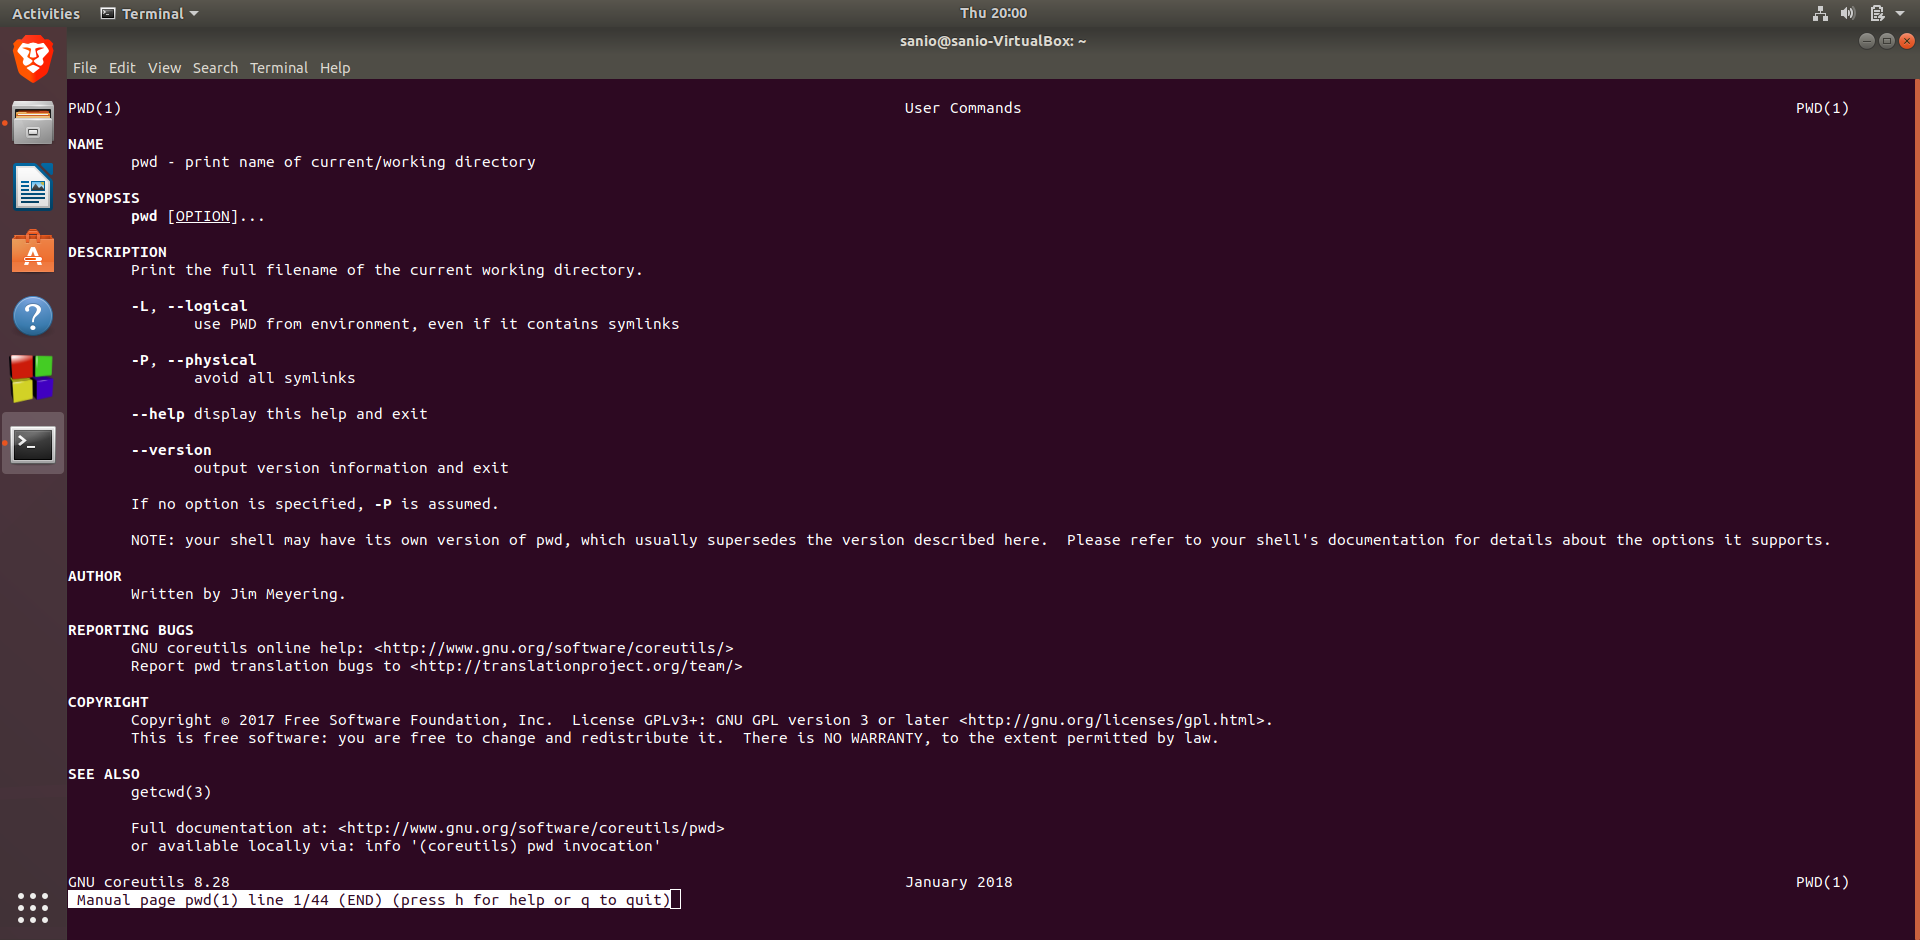 Activities Terminal Thu 20:00
sanio@sanio-VirtualBox: ~
File Edit View Search Terminal Help
PWD(1) User Commands PWD(1)
NAME
pwd - print name of current/working directory
SYNOPSIS
pwd [OPTION]...
DESCRIPTION
Print the full filename of the current working directory.
-L, --logical
use PWD from environment, even if it contains symlinks
-P, --physical
avoid all symlinks
--help display this help and exit
--version
output version information and exit
If no option is specified, -P is assumed.
NOTE: your shell may have its own version of pwd, which usually supersedes the version described here.  Please refer to your shell's documentation for details about the options it supports.
AUTHOR
Written by Jim Meyering.
REPORTING BUGS
GNU coreutils online help: <http://www.gnu.org/software/coreutils/>
Report pwd translation bugs to <http://translationproject.org/team/>
COPYRIGHT
Copyright © 2017 Free Software Foundation, Inc.  License GPLv3+: GNU GPL version 3 or later <http://gnu.org/licenses/gpl.html>.
This is free software: you are free to change and redistribute it.  There is NO WARRANTY, to the extent permitted by law.
SEE ALSO
getcwd(3)
Full documentation at: <http://www.gnu.org/software/coreutils/pwd>
or available locally via: info '(coreutils) pwd invocation'
GNU coreutils 8.28 January 2018 PWD(1)
Manual page pwd(1) line 1/44 (END) (press h for help or q to quit)